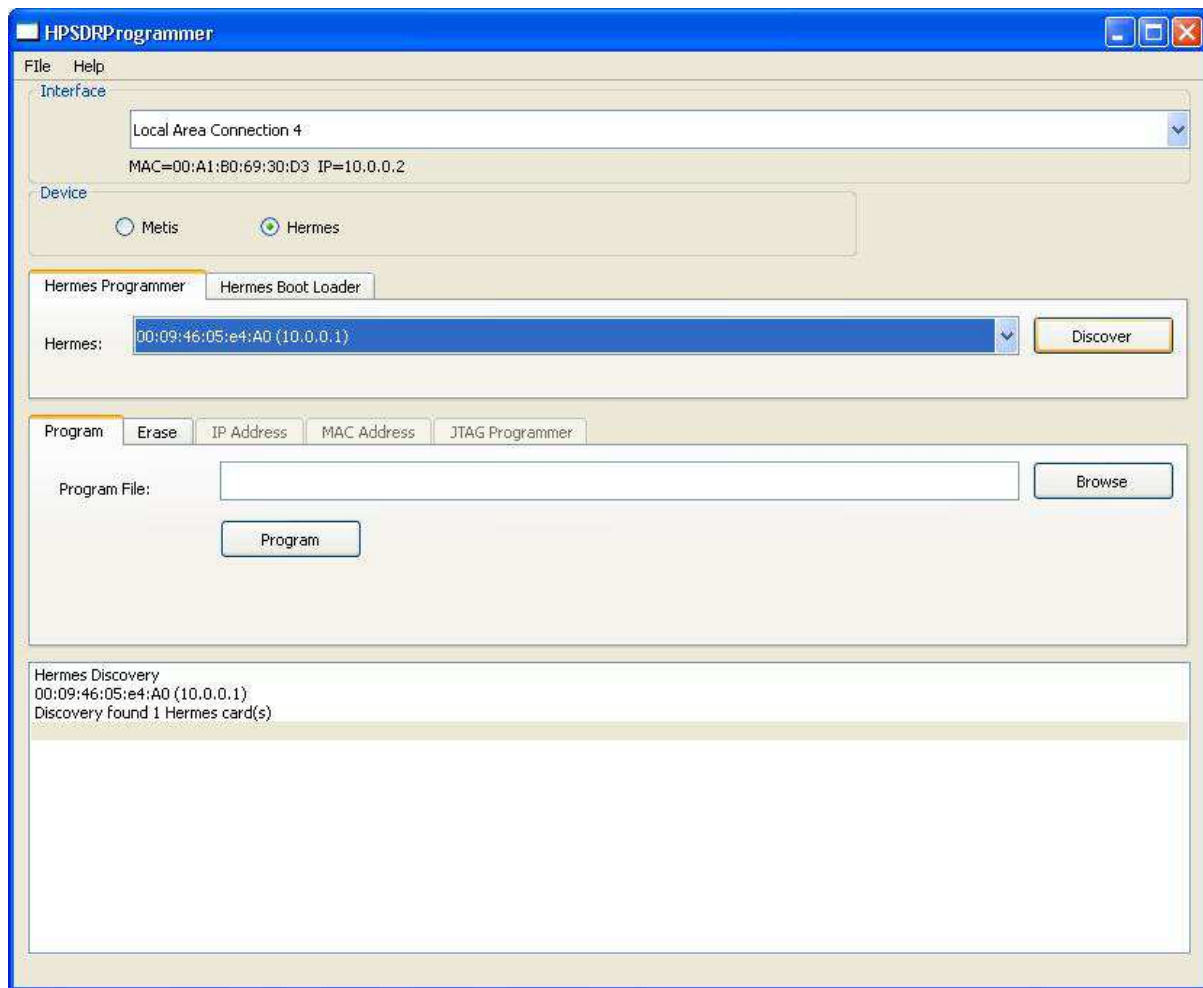 HPSDRProgrammer
FIle Help
Interface
Local Area Connection 4
MAC=00:A1:B0:69:30:D3 IP=10.0.0.2
Device
Metis Hermes
Hermes Programmer Hermes Boot Loader
Hermes: 00:09:46:05:e4:A0 (10.0.0.1) Discover
Program Erase IP Address MAC Address JTAG Programmer
Program File: Browse
Program
Hermes Discovery
00:09:46:05:e4:A0 (10.0.0.1)
Discovery found 1 Hermes card(s)